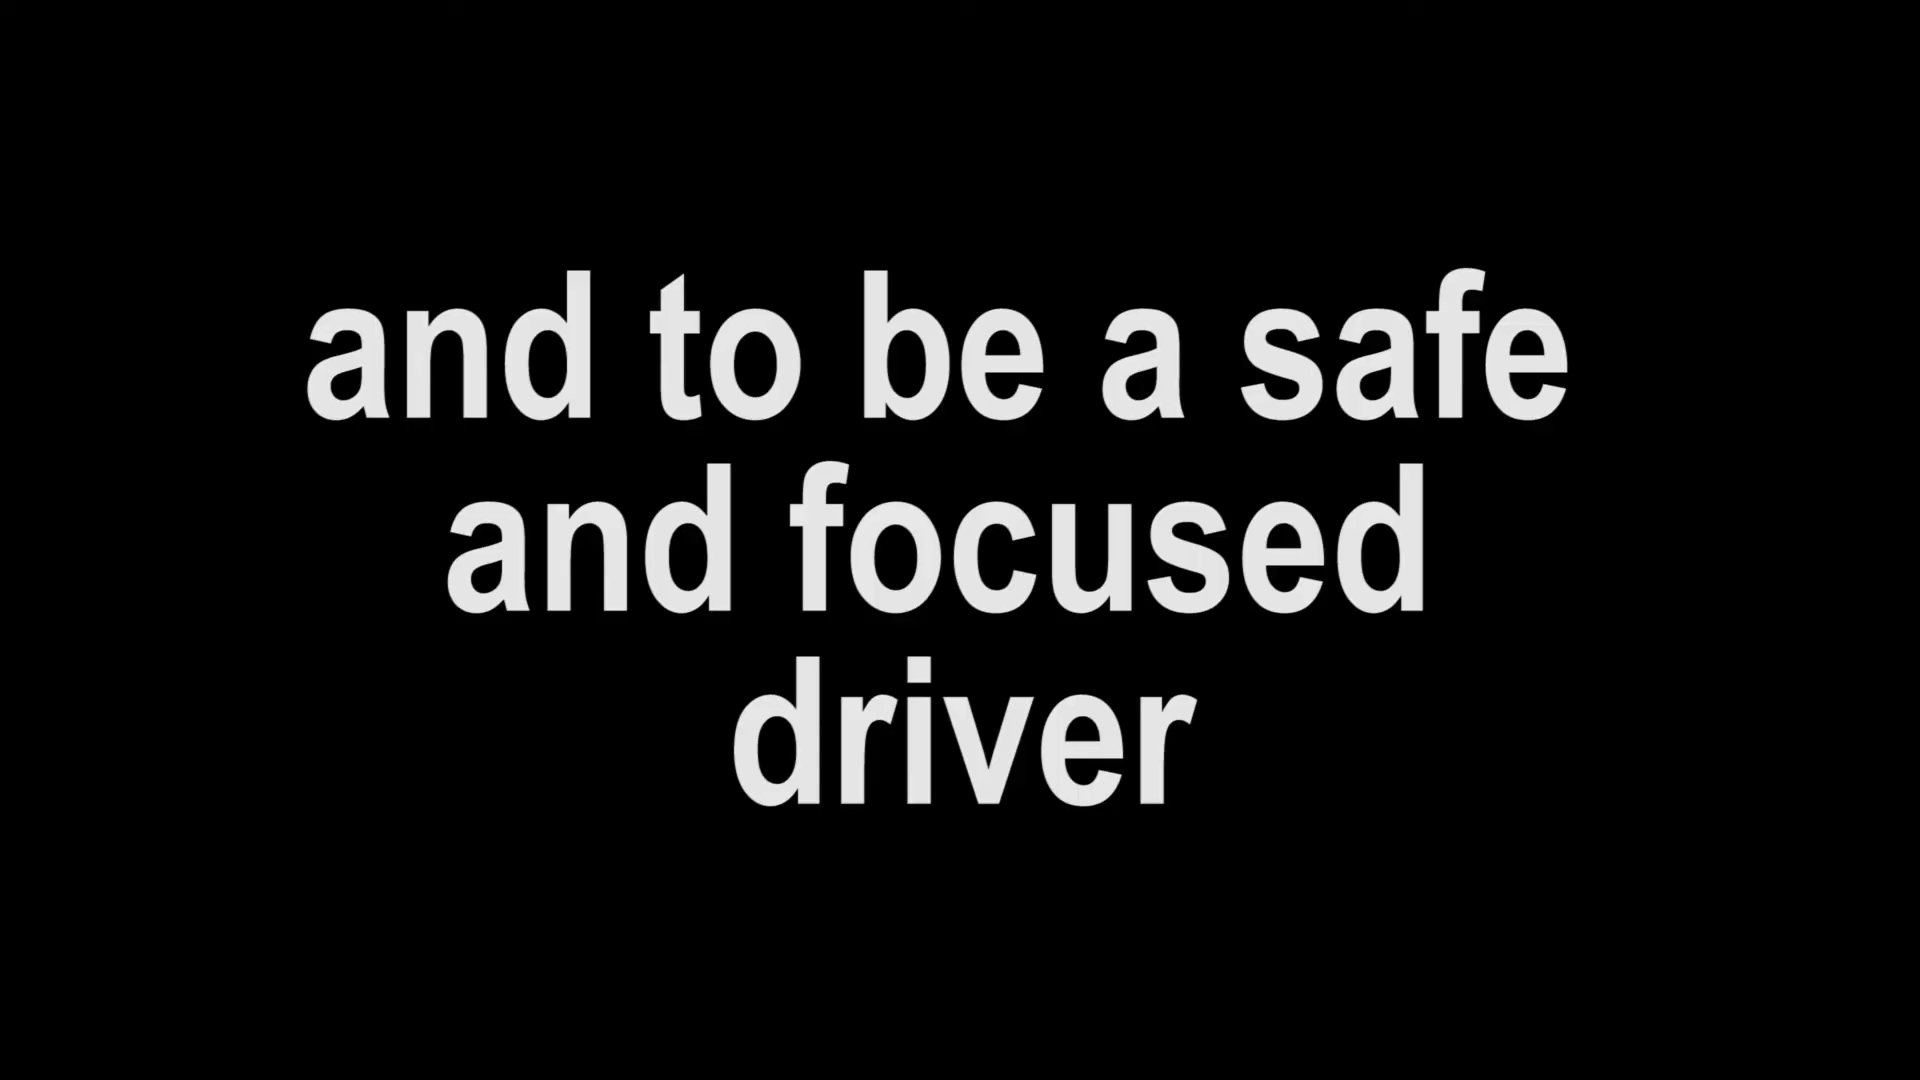 and to be a safe
and focused
driver